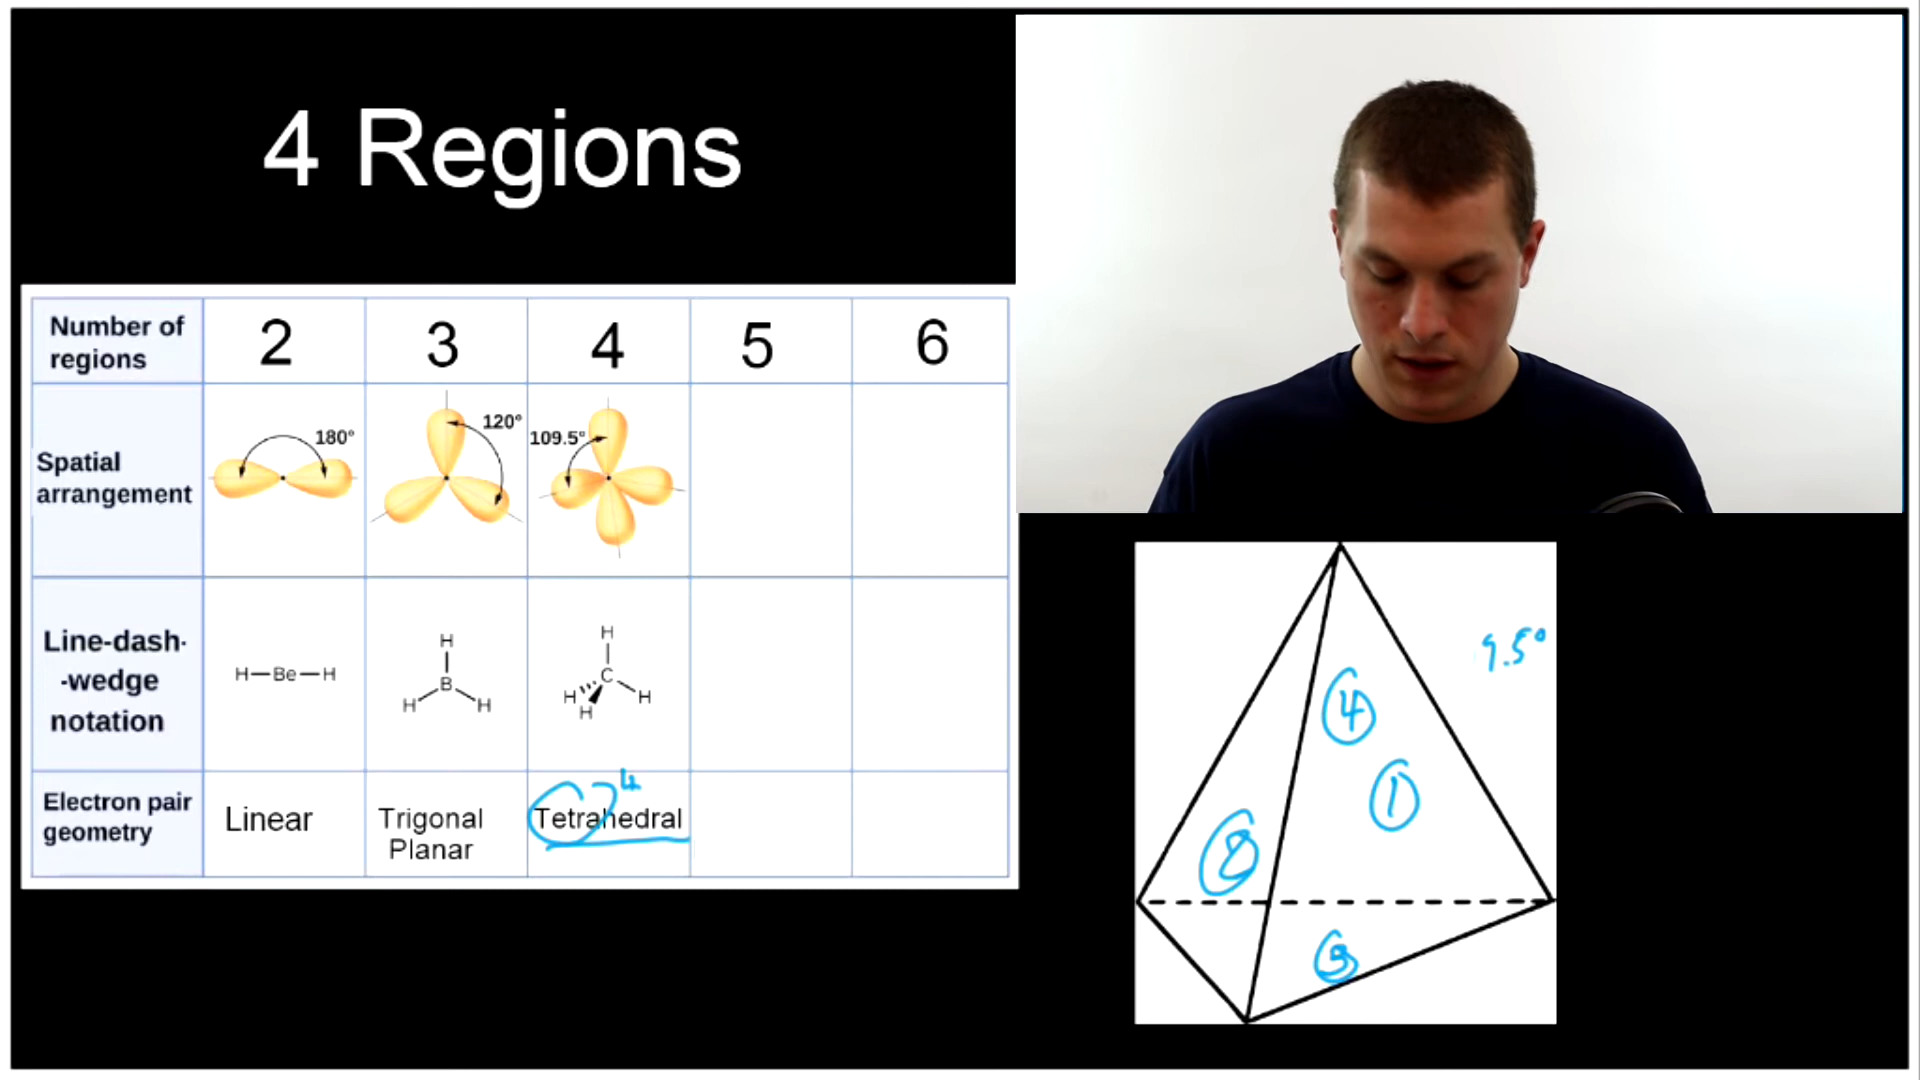 4 Regions
Number of
regions
2
3
4
5
6
Spatial
arrangement
180°
120°
109.5°
Line-dash-
-wedge
notation
H—Be—H
H
B
H H
H
C
H H
H
Electron pair
geometry
Linear
Trigonal
Planar
Tetrahedral
4
9.5°
4
1
3